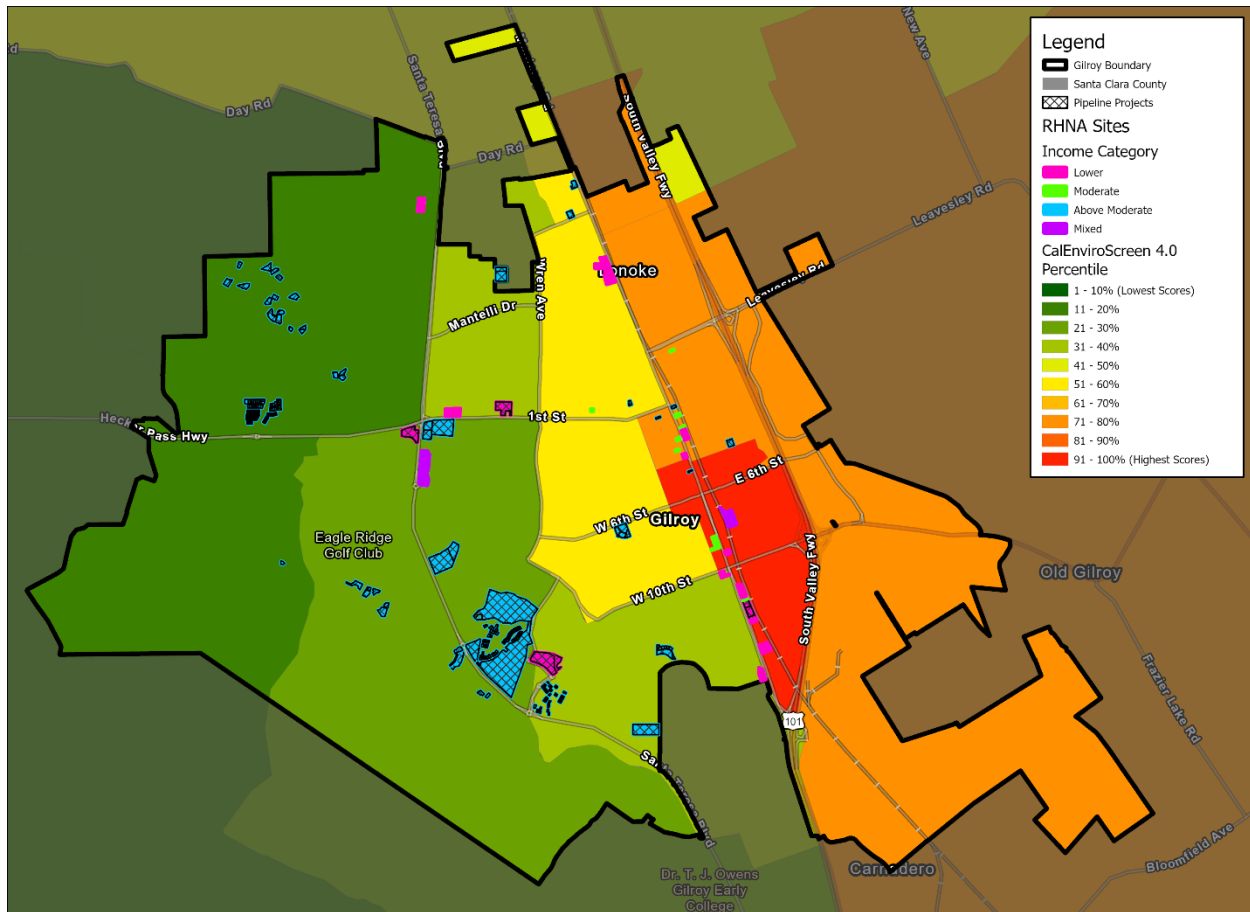 Rd
Day Rd
Santa Teresa
Blvd
Day Rd
South Valley Fwy
New Ave
Leavesley Rd
Leavesley Rd
Lonoke
Wren Ave
Mantelli Dr
1st St
Hecker Pass Hwy
E 6th St
W 6th St
Gilroy
Eagle Ridge
Golf Club
W 10th St
South Valley Fwy
Old Gilroy
Frazier Lake Rd
101
Santa Teresa Blvd
Bloomfield Ave
Carnadero
Dr. T. J. Owens
Gilroy Early
College
Legend
Gilroy Boundary
Santa Clara County
Pipeline Projects
RHNA Sites
Income Category
Lower
Moderate
Above Moderate
Mixed
CalEnviroScreen 4.0
Percentile
1 - 10% (Lowest Scores)
11 - 20%
21 - 30%
31 - 40%
41 - 50%
51 - 60%
61 - 70%
71 - 80%
81 - 90%
91 - 100% (Highest Scores)